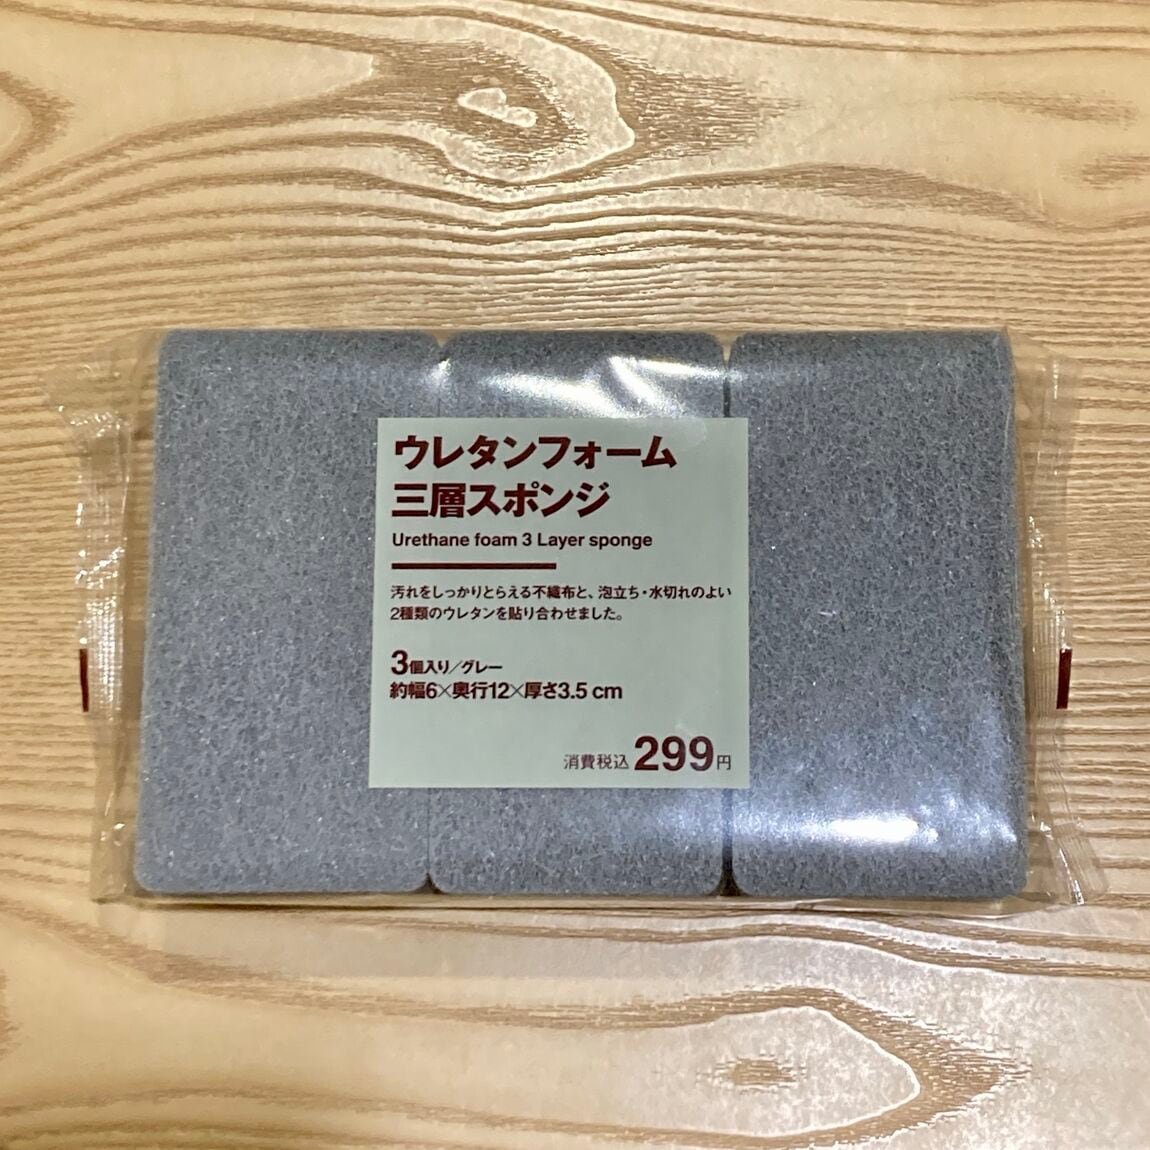 ウレタンフォーム
三層スポンジ
Urethane foam 3 Layer sponge
汚れをしっかりとらえる不織布と、泡立ち・水切れのよい
2種類のウレタンを貼り合わせました。
3個入り/グレー
約幅6×奥行12×厚さ3.5 cm
消費税込299円